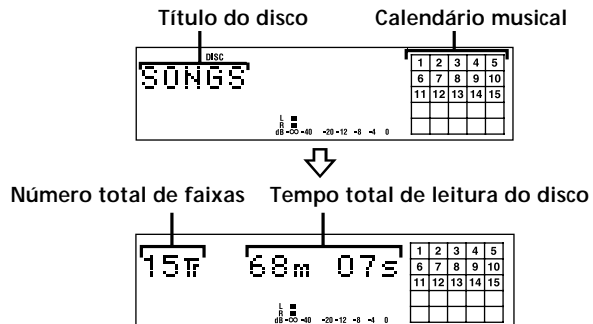 Título do disco Calendário musical
DISC
SONGS
1 2 3 4 5
6 7 8 9 10
11 12 13 14 15
L
R
dB -∞ -40 -20 -12 -8 -4 0
Número total de faixas Tempo total de leitura do disco
15Tr 68m 07s
1 2 3 4 5
6 7 8 9 10
11 12 13 14 15
L
R
dB -∞ -40 -20 -12 -8 -4 0